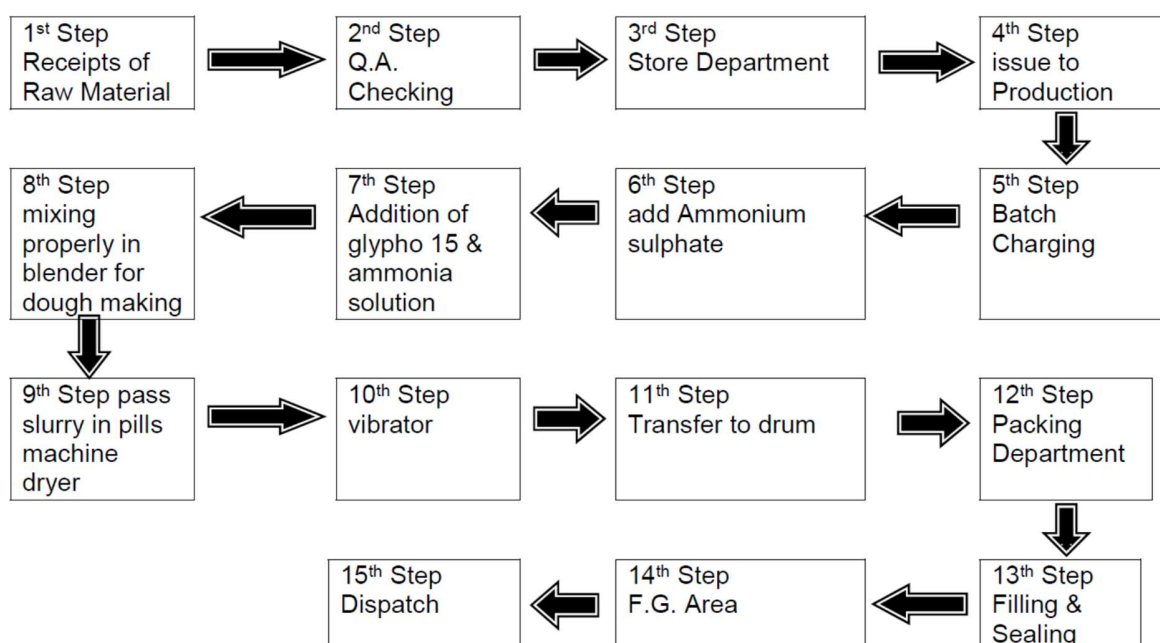 1st Step
Receipts of
Raw Material
2nd Step
Q.A.
Checking
3rd Step
Store Department
4th Step
issue to
Production
5th Step
Batch
Charging
6th Step
add Ammonium
sulphate
7th Step
Addition of
glypho 15 &
ammonia
solution
8th Step
mixing
properly in
blender for
dough making
9th Step pass
slurry in pills
machine
dryer
10th Step
vibrator
11th Step
Transfer to drum
12th Step
Packing
Department
13th Step
Filling &
Sealing
14th Step
F.G. Area
15th Step
Dispatch